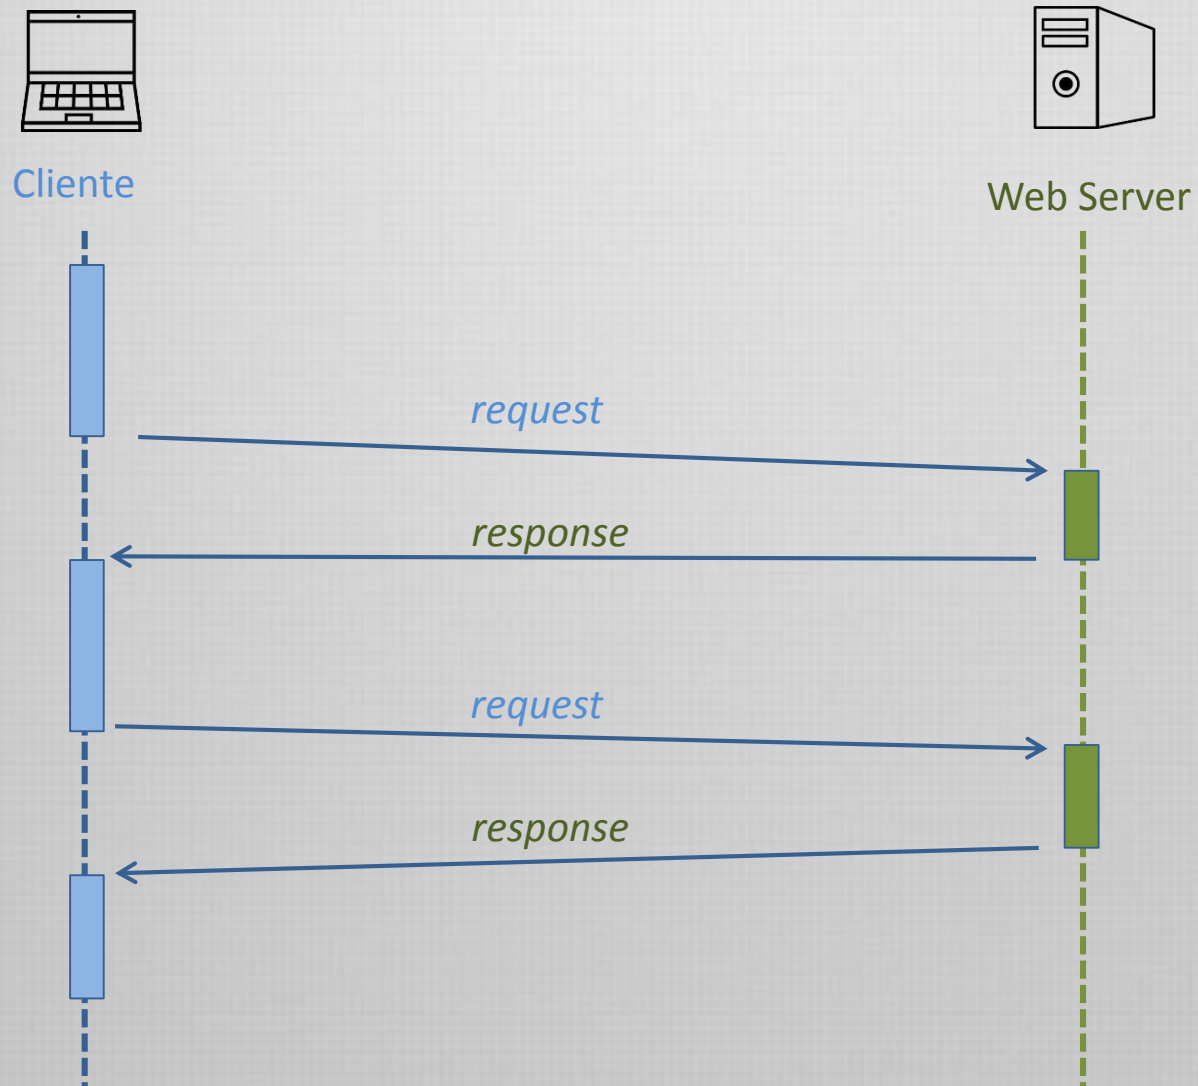 Cliente
Web Server
request
response
request
response